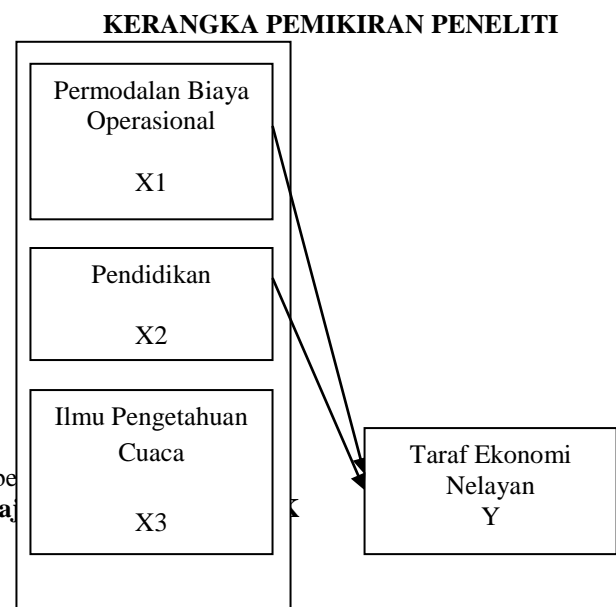 KERANGKA PEMIKIRAN PENELITI
Permodalan Biaya
Operasional
X1
Pendidikan
X2
Ilmu Pengetahuan
Cuaca
X3
Taraf Ekonomi
Nelayan
Y